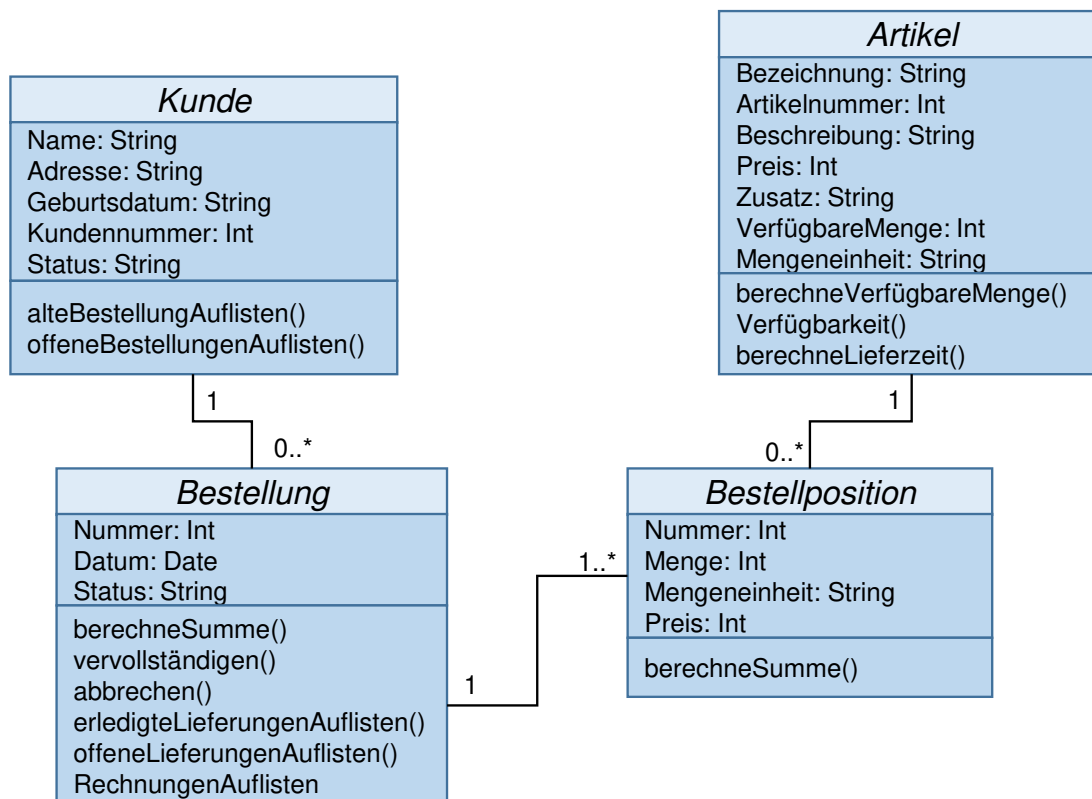 Kunde
Name: String
Adresse: String
Geburtsdatum: String
Kundennummer: Int
Status: String
alteBestellungAuflisten()
offeneBestellungenAuflisten()
Artikel
Bezeichnung: String
Artikelnummer: Int
Beschreibung: String
Preis: Int
Zusatz: String
VerfügbareMenge: Int
Mengeneinheit: String
berechneVerfügbareMenge()
Verfügbarkeit()
berechneLieferzeit()
1
0..*
1
0..*
Bestellung
Nummer: Int
Datum: Date
Status: String
berechneSumme()
vervollständigen()
abbrechen()
erledigteLieferungenAuflisten()
offeneLieferungenAuflisten()
RechnungenAuflisten
1
1..*
Bestellposition
Nummer: Int
Menge: Int
Mengeneinheit: String
Preis: Int
berechneSumme()